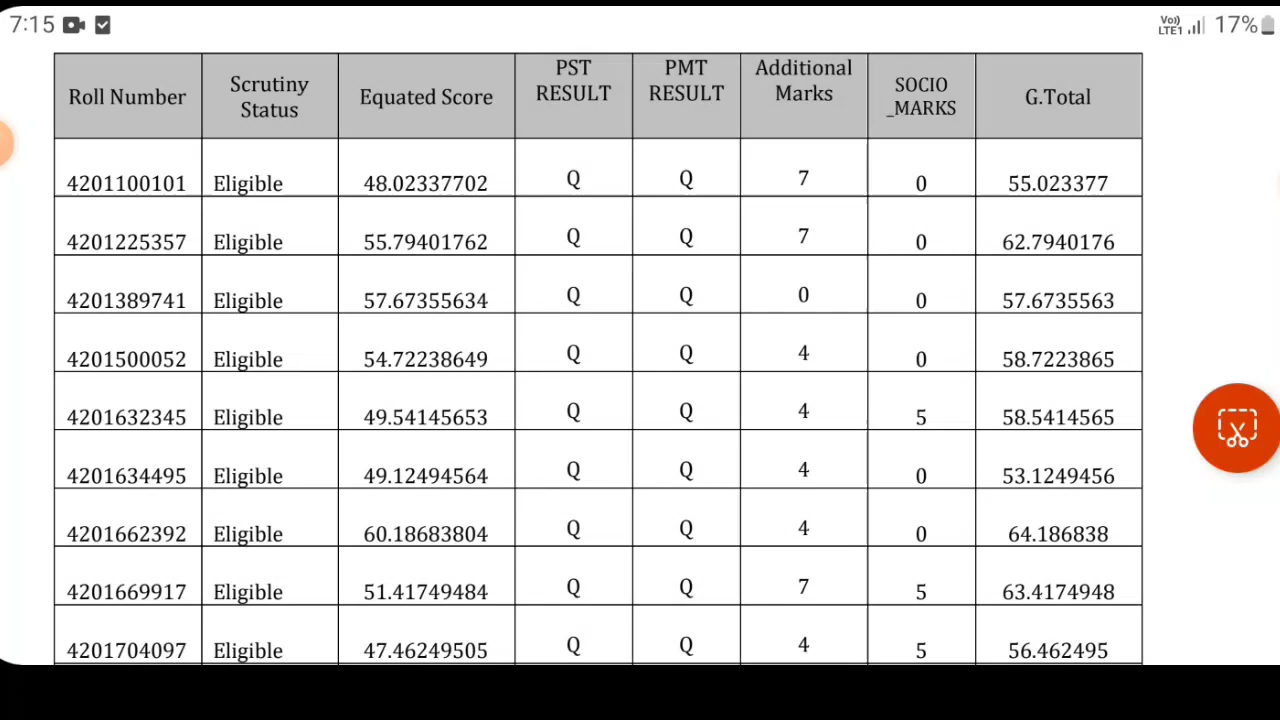 7:15 Vo)) LTE1 17%
Roll Number Scrutiny Status Equated Score PST RESULT PMT RESULT Additional Marks SOCIO _MARKS G.Total
4201100101 Eligible 48.02337702 Q Q 7 0 55.023377
4201225357 Eligible 55.79401762 Q Q 7 0 62.7940176
4201389741 Eligible 57.67355634 Q Q 0 0 57.6735563
4201500052 Eligible 54.72238649 Q Q 4 0 58.7223865
4201632345 Eligible 49.54145653 Q Q 4 5 58.5414565
4201634495 Eligible 49.12494564 Q Q 4 0 53.1249456
4201662392 Eligible 60.18683804 Q Q 4 0 64.186838
4201669917 Eligible 51.41749484 Q Q 7 5 63.4174948
4201704097 Eligible 47.46249505 Q Q 4 5 56.462495